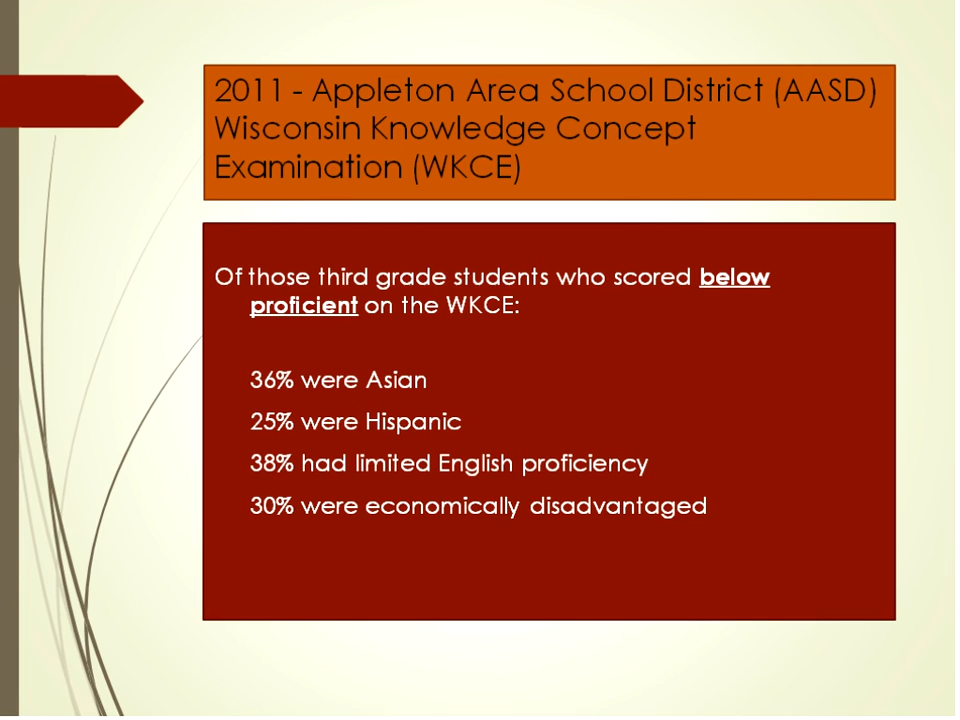 2011 - Appleton Area School District (AASD)
Wisconsin Knowledge Concept
Examination (WKCE)
Of those third grade students who scored below
proficient on the WKCE:
36% were Asian
25% were Hispanic
38% had limited English proficiency
30% were economically disadvantaged